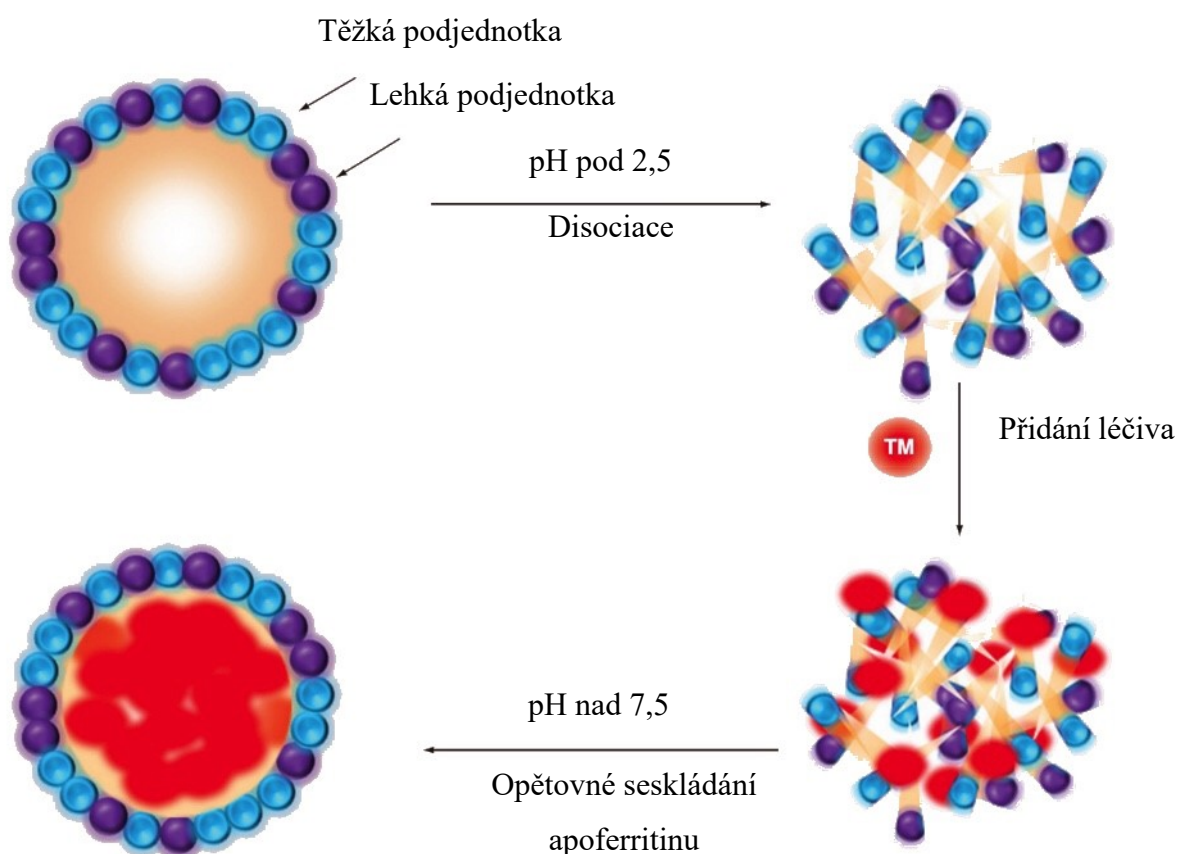 Těžká podjednotka
Lehká podjednotka
pH pod 2,5
Disociace
TM
Přidání léčiva
pH nad 7,5
Opětovné seskládání
apoferritinu